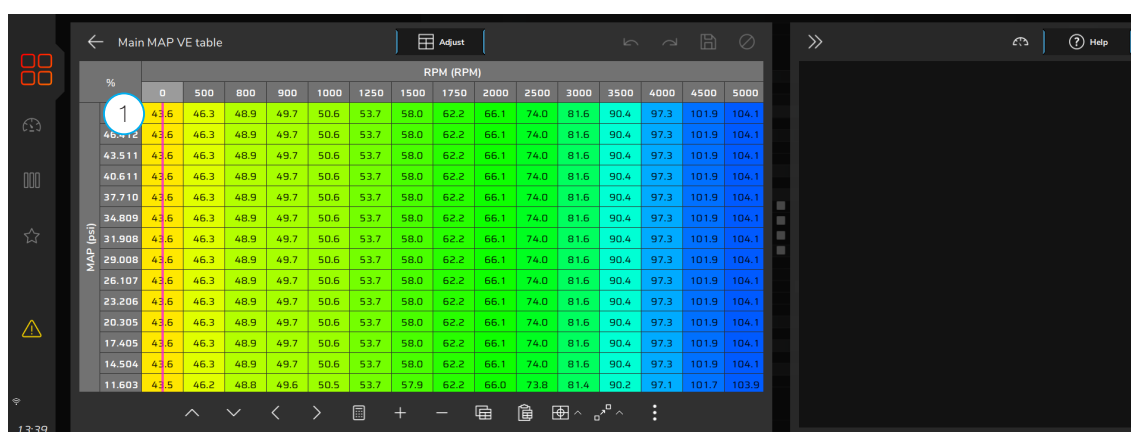 Main MAP VE table Adjust Help
RPM (RPM)
% 0 500 800 900 1000 1250 1500 1750 2000 2500 3000 3500 4000 4500 5000
1 43.6 46.3 48.9 49.7 50.6 53.7 58.0 62.2 66.1 74.0 81.6 90.4 97.3 101.9 104.1
46.412 43.6 46.3 48.9 49.7 50.6 53.7 58.0 62.2 66.1 74.0 81.6 90.4 97.3 101.9 104.1
43.511 43.6 46.3 48.9 49.7 50.6 53.7 58.0 62.2 66.1 74.0 81.6 90.4 97.3 101.9 104.1
40.611 43.6 46.3 48.9 49.7 50.6 53.7 58.0 62.2 66.1 74.0 81.6 90.4 97.3 101.9 104.1
37.710 43.6 46.3 48.9 49.7 50.6 53.7 58.0 62.2 66.1 74.0 81.6 90.4 97.3 101.9 104.1
34.809 43.6 46.3 48.9 49.7 50.6 53.7 58.0 62.2 66.1 74.0 81.6 90.4 97.3 101.9 104.1
MAP (psi)
31.908 43.6 46.3 48.9 49.7 50.6 53.7 58.0 62.2 66.1 74.0 81.6 90.4 97.3 101.9 104.1
29.008 43.6 46.3 48.9 49.7 50.6 53.7 58.0 62.2 66.1 74.0 81.6 90.4 97.3 101.9 104.1
26.107 43.6 46.3 48.9 49.7 50.6 53.7 58.0 62.2 66.1 74.0 81.6 90.4 97.3 101.9 104.1
23.206 43.6 46.3 48.9 49.7 50.6 53.7 58.0 62.2 66.1 74.0 81.6 90.4 97.3 101.9 104.1
20.305 43.6 46.3 48.9 49.7 50.6 53.7 58.0 62.2 66.1 74.0 81.6 90.4 97.3 101.9 104.1
17.405 43.6 46.3 48.9 49.7 50.6 53.7 58.0 62.2 66.1 74.0 81.6 90.4 97.3 101.9 104.1
14.504 43.6 46.3 48.9 49.7 50.6 53.7 58.0 62.2 66.1 74.0 81.6 90.4 97.3 101.9 104.1
11.603 43.5 46.2 48.8 49.6 50.5 53.7 57.9 62.2 66.0 73.8 81.4 90.2 97.1 101.7 103.9
13:39